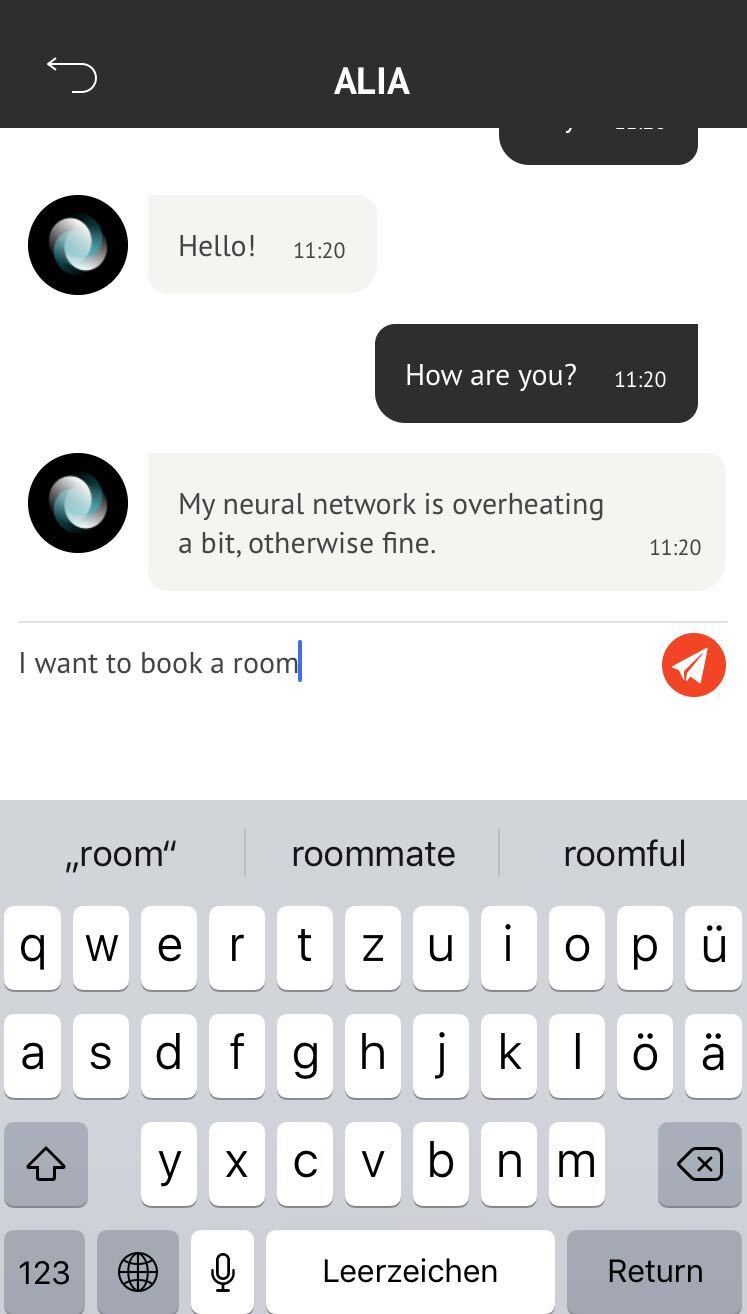 ALIA
Hello! 11:20
How are you? 11:20
My neural network is overheating
a bit, otherwise fine. 11:20
I want to book a room
„room“ roommate roomful
q w e r t z u i o p ü
a s d f g h j k l ö ä
y x c v b n m
123 Leerzeichen Return